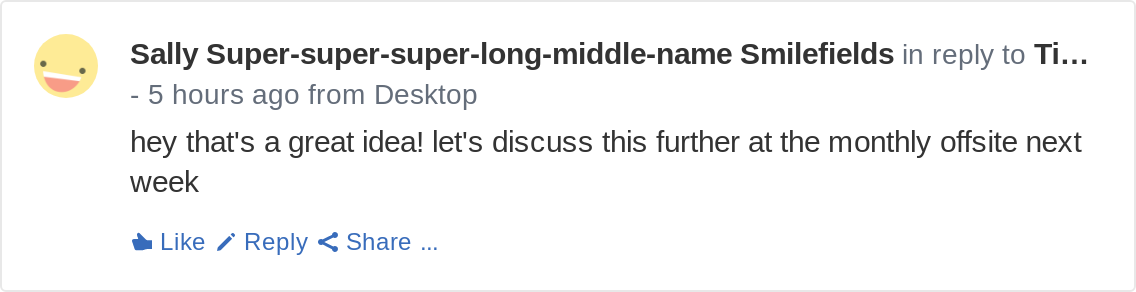 Sally Super-super-super-long-middle-name Smilefields in reply to Ti…
- 5 hours ago from Desktop
hey that's a great idea! let's discuss this further at the monthly offsite next
week
Like Reply Share ...